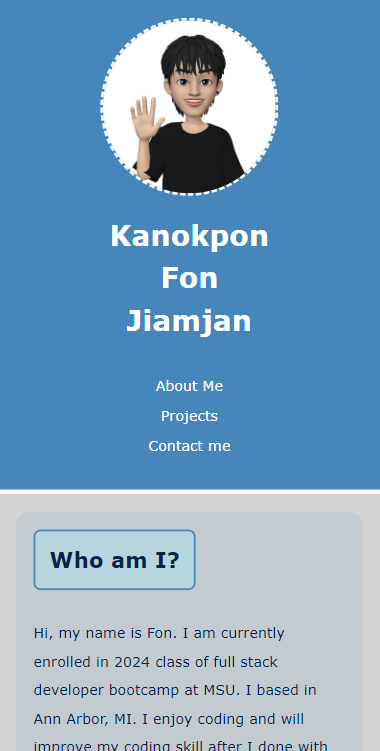 Kanokpon
Fon
Jiamjan
About Me
Projects
Contact me
Who am I?
Hi, my name is Fon. I am currently
enrolled in 2024 class of full stack
developer bootcamp at MSU. I based in
Ann Arbor, MI. I enjoy coding and will
improve my coding skill after I done with